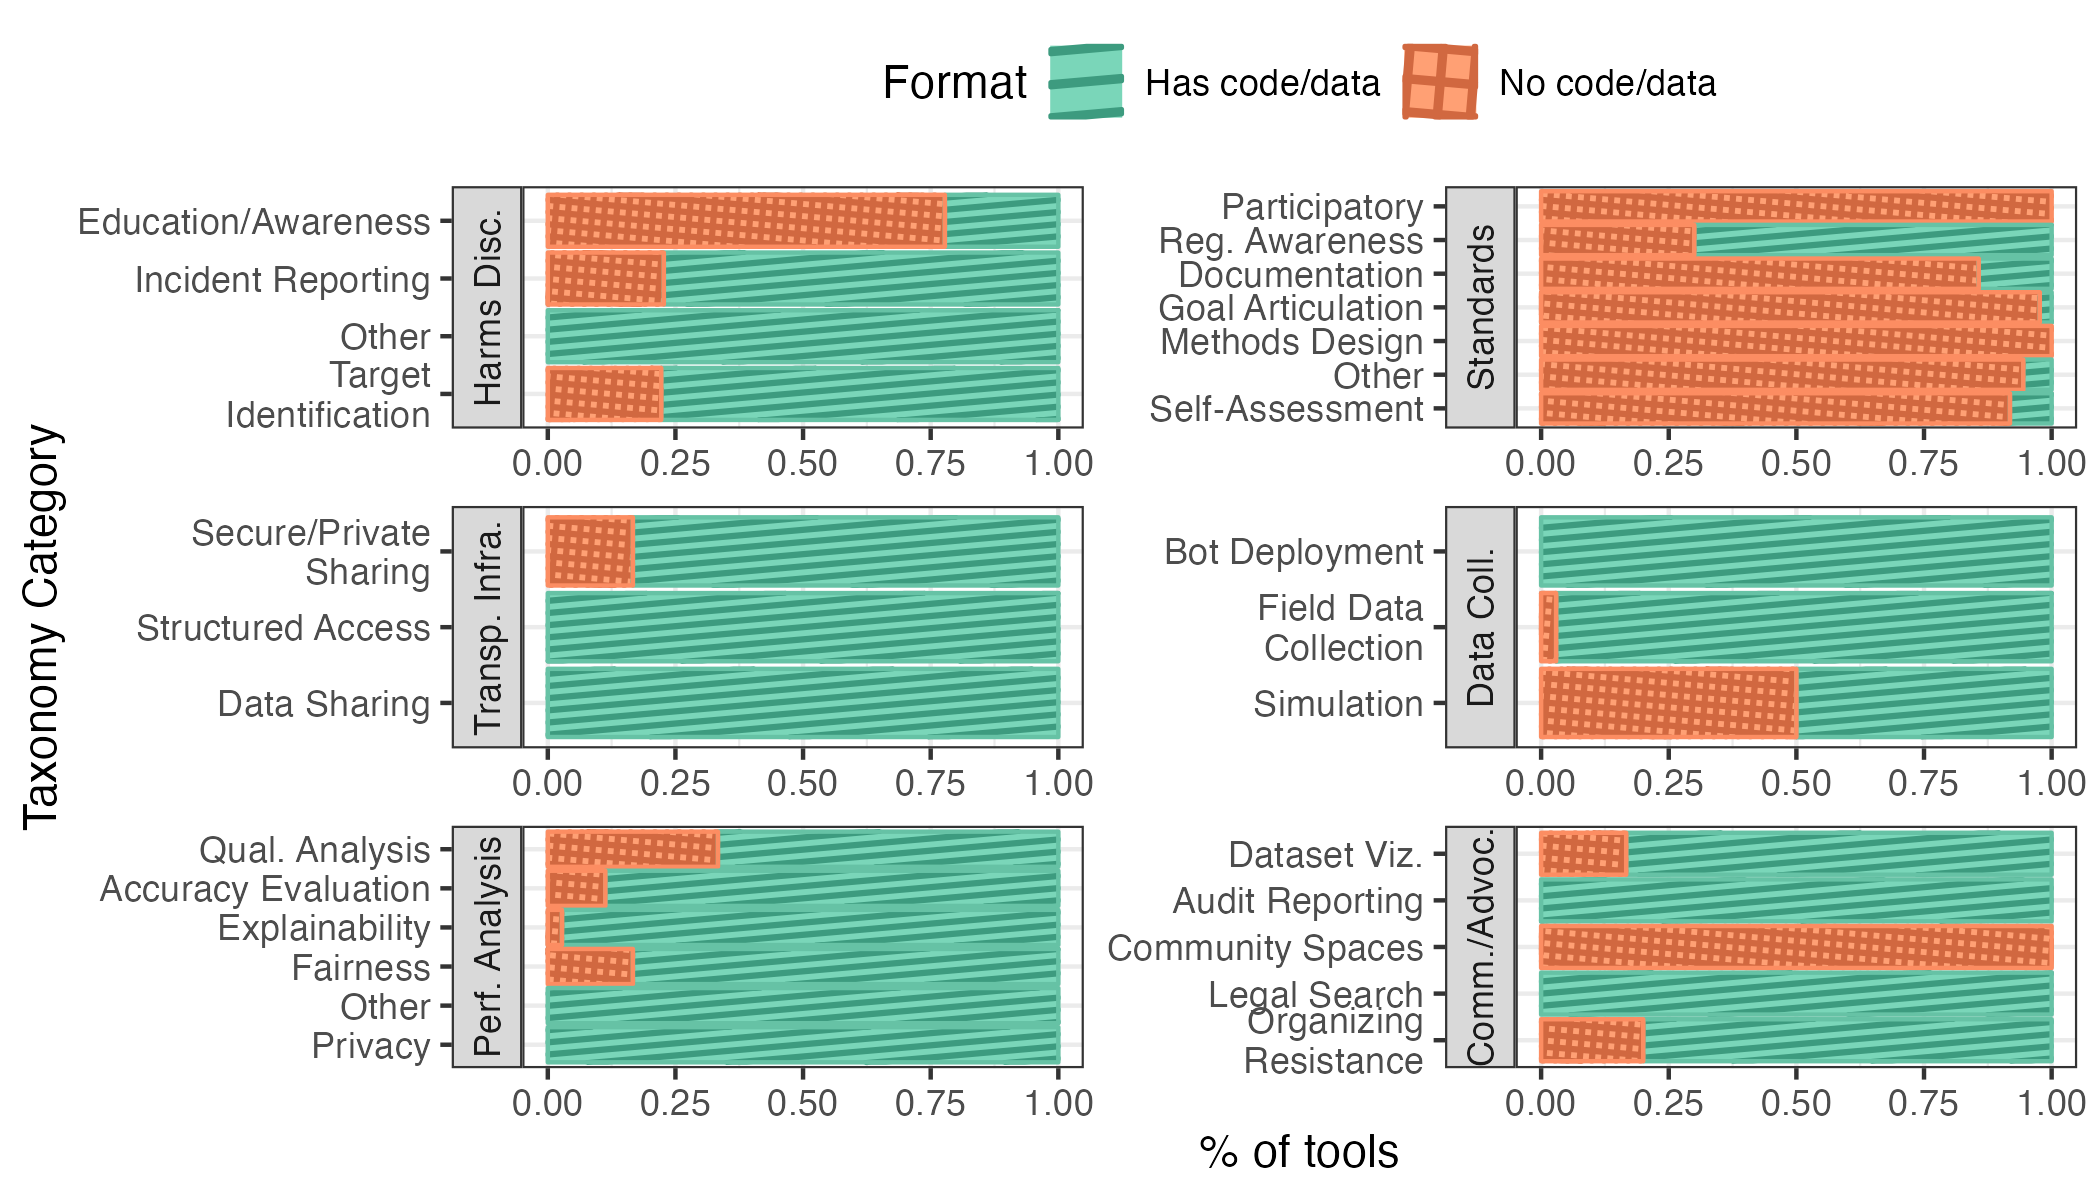 Format Has code/data No code/data
Taxonomy Category
Harms Disc.
Education/Awareness
Incident Reporting
Other
Target
Identification
0.00 0.25 0.50 0.75 1.00
Standards
Participatory
Reg. Awareness
Documentation
Goal Articulation
Methods Design
Other
Self-Assessment
0.00 0.25 0.50 0.75 1.00
Transp. Infra.
Secure/Private
Sharing
Structured Access
Data Sharing
0.00 0.25 0.50 0.75 1.00
Data Coll.
Bot Deployment
Field Data
Collection
Simulation
0.00 0.25 0.50 0.75 1.00
Perf. Analysis
Qual. Analysis
Accuracy Evaluation
Explainability
Fairness
Other
Privacy
0.00 0.25 0.50 0.75 1.00
Comm./Advoc.
Dataset Viz.
Audit Reporting
Community Spaces
Legal Search
Organizing
Resistance
0.00 0.25 0.50 0.75 1.00
% of tools